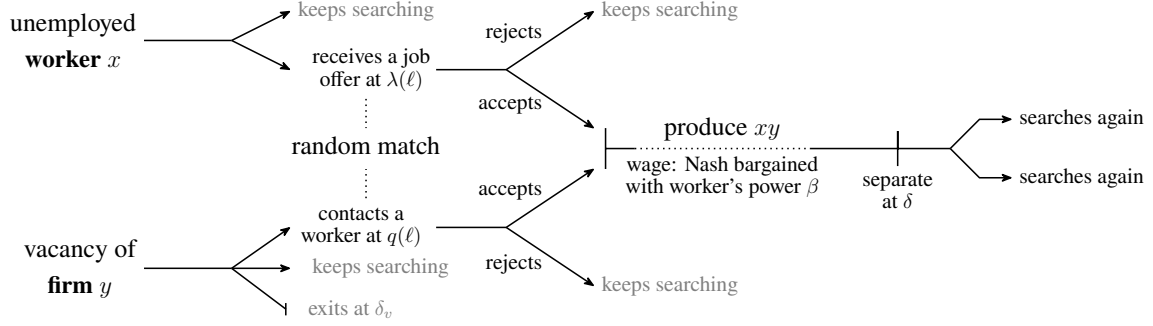 unemployed
worker x
keeps searching
receives a job
offer at λ(ℓ)
rejects
keeps searching
accepts
random match
produce xy
wage: Nash bargained
with worker's power β
separate
at δ
searches again
searches again
contacts a
worker at q(ℓ)
accepts
rejects
keeps searching
vacancy of
firm y
keeps searching
exits at δ_v